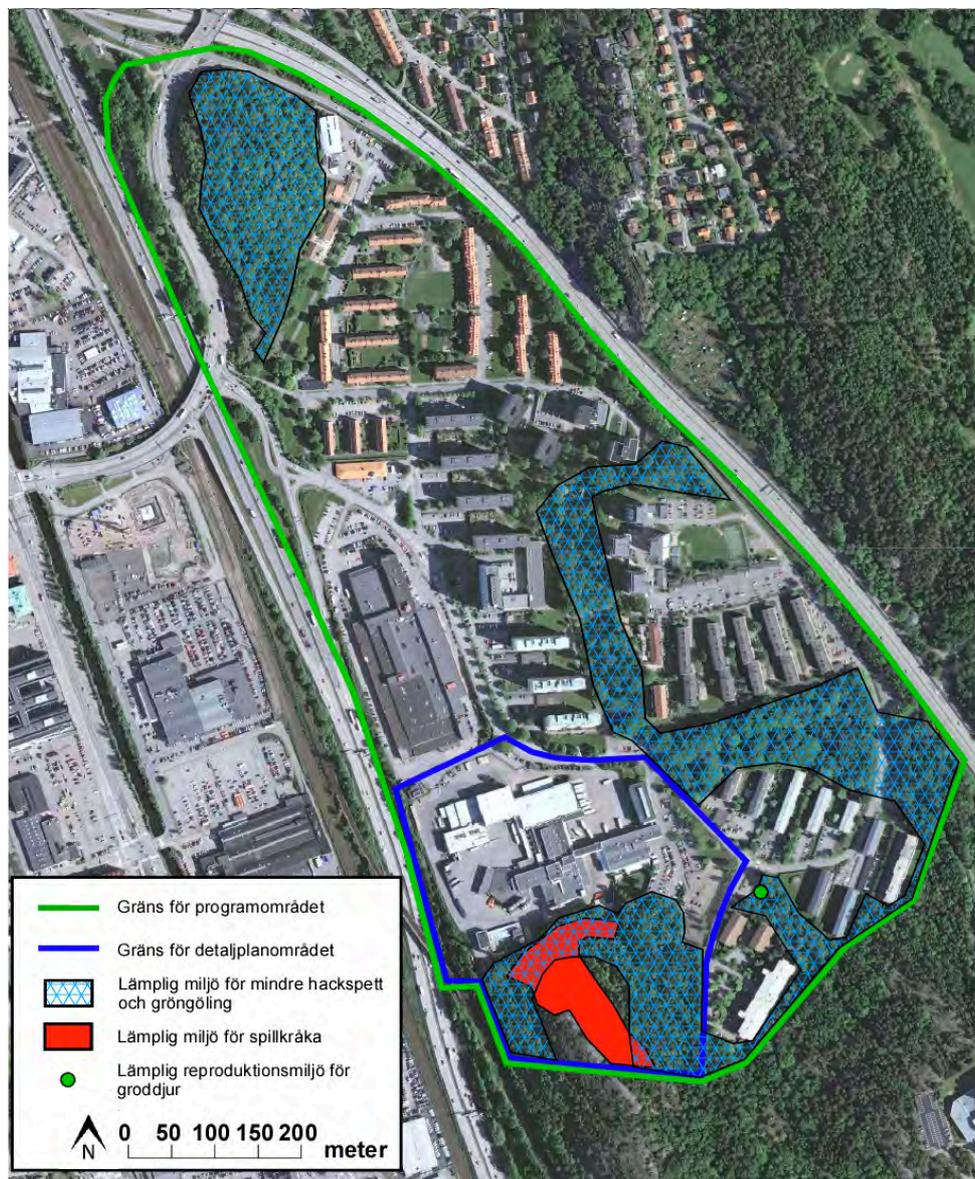 Gräns för programområdet
Gräns för detaljplanområdet
Lämplig miljö för mindre hackspett
och gröngöling
Lämplig miljö för spillkråka
Lämplig reproduktionsmiljö för
groddjur
N
0 50 100 150 200
meter